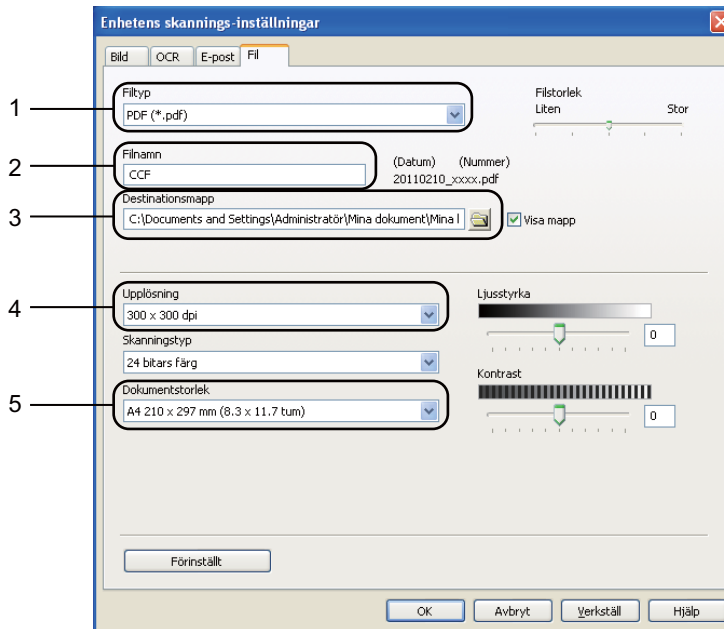 Enhetens skannings-inställningar
Bild OCR E-post Fil
1
Filtyp
PDF (*.pdf)
Filstorlek
Liten Stor
2
Filnamn
CCF
(Datum) (Nummer)
20110210_xxxx.pdf
3
Destinationsmapp
C:\Documents and Settings\Administratör\Mina dokument\Mina l
Visa mapp
4
Upplösning
300 x 300 dpi
Ljusstyrka
0
Skanningstyp
24 bitars färg
Kontrast
0
5
Dokumentstorlek
A4 210 x 297 mm (8.3 x 11.7 tum)
Förinställt
OK Avbryt Verkställ Hjälp